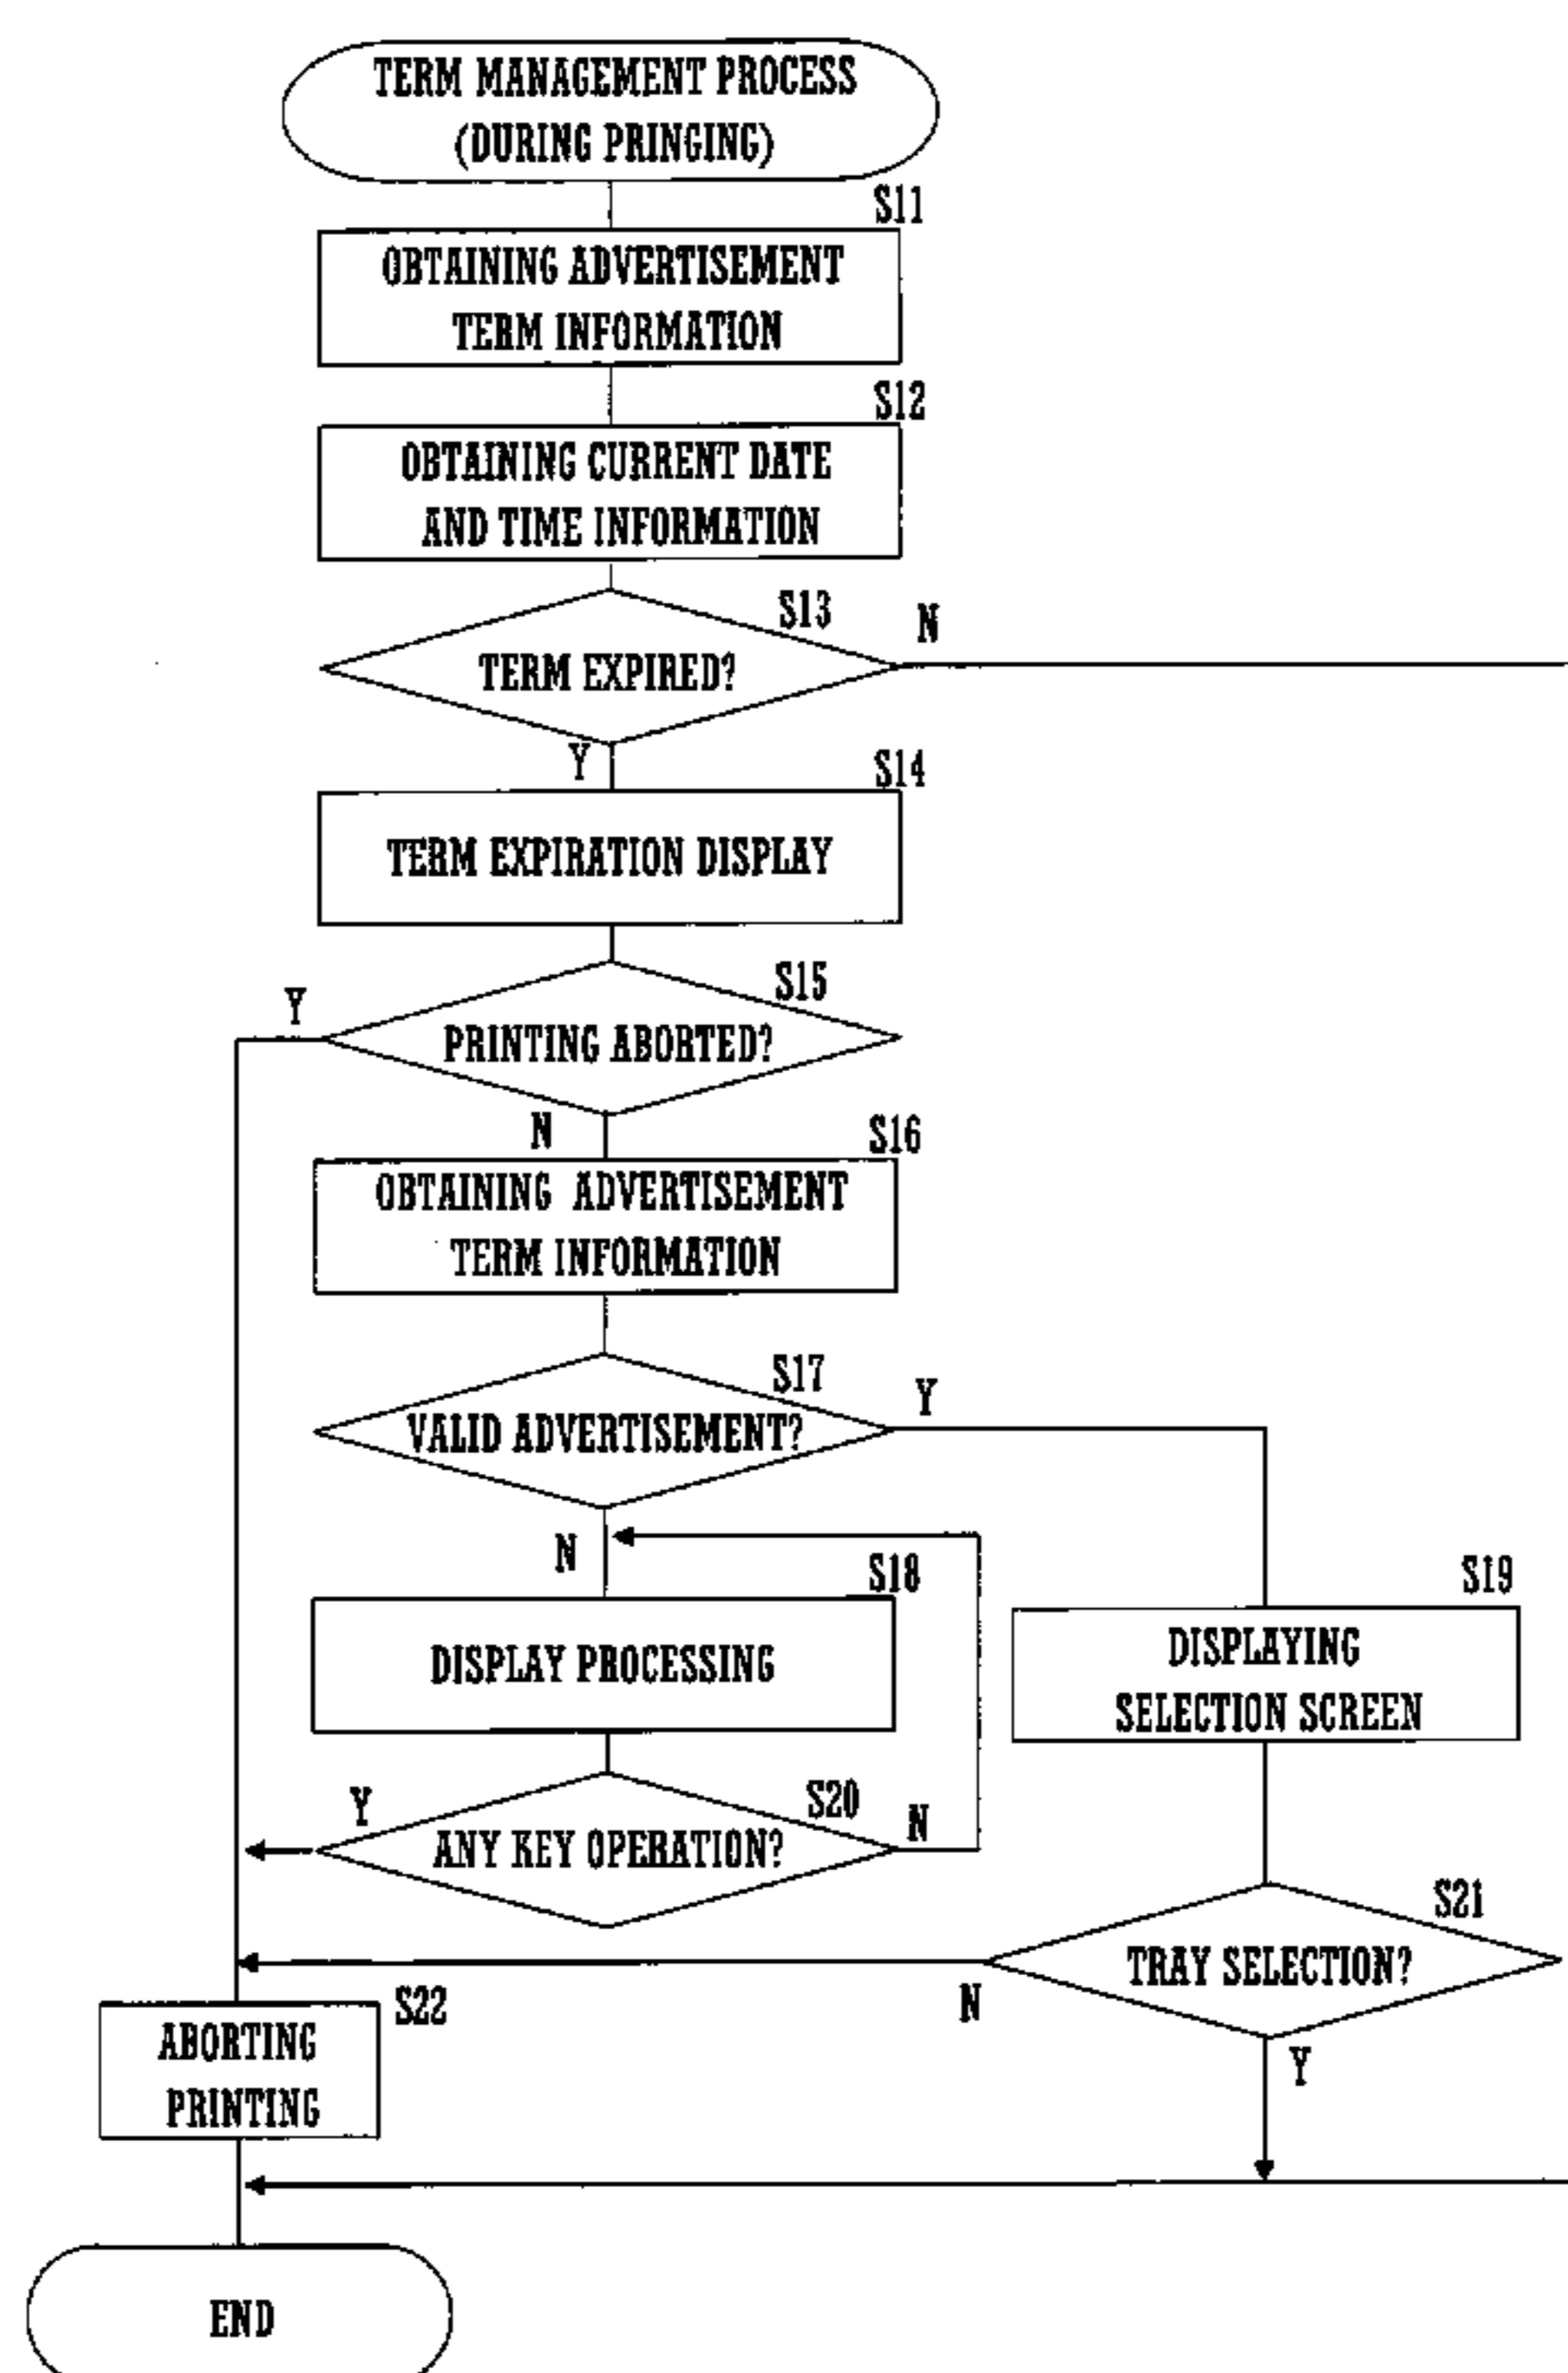 TERM MANAGEMENT PROCESS
(DURING PRINGING)
S11
OBTAINING ADVERTISEMENT
TERM INFORMATION
S12
OBTAINING CURRENT DATE
AND TIME INFORMATION
S13
N
TERM EXPIRED?
Y
S14
TERM EXPIRATION DISPLAY
S15
Y
PRINTING ABORTED?
N
S16
OBTAINING ADVERTISEMENT
TERM INFORMATION
S17
Y
VALID ADVERTISEMENT?
N
S18
DISPLAY PROCESSING
S19
DISPLAYING
SELECTION SCREEN
Y
S20
N
ANY KEY OPERATION?
S21
TRAY SELECTION?
N
Y
S22
ABORTING
PRINTING
END